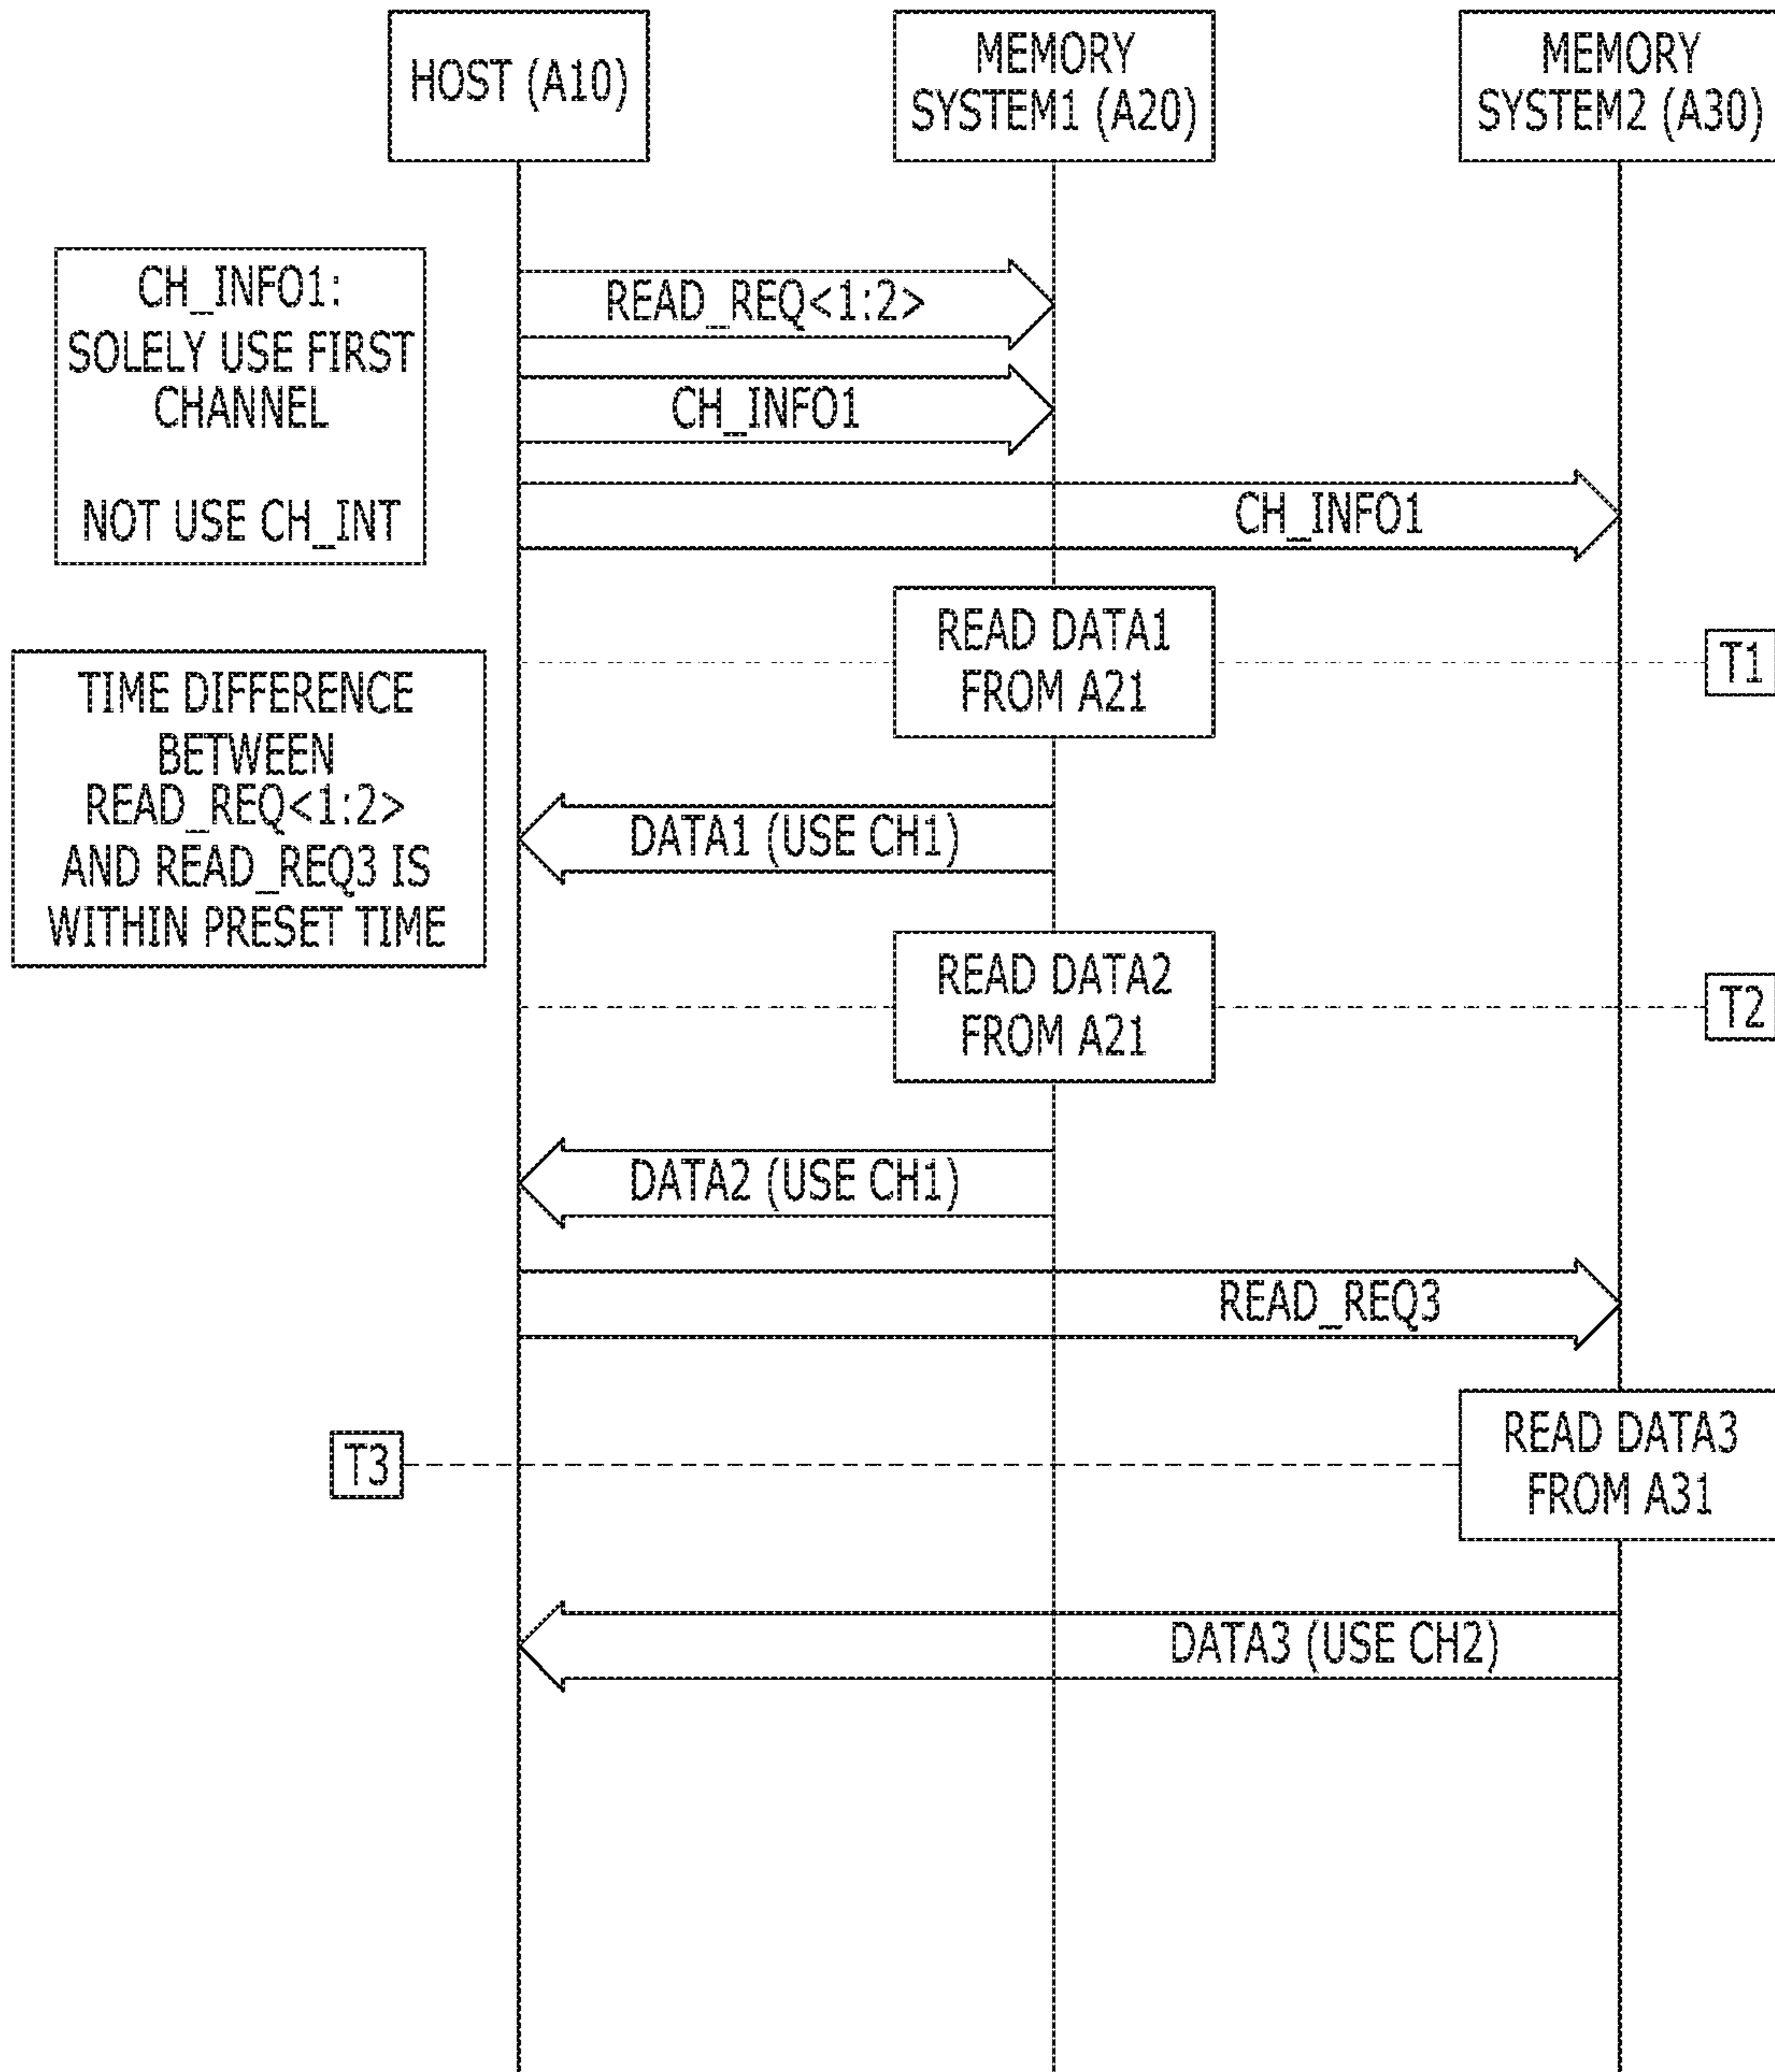 HOST (A10)
MEMORY
SYSTEM1 (A20)
MEMORY
SYSTEM2 (A30)
CH_INFO1:
SOLELY USE FIRST
CHANNEL
NOT USE CH_INT
READ_REQ<1:2>
CH_INFO1
CH_INFO1
READ DATA1
FROM A21
T1
TIME DIFFERENCE
BETWEEN
READ_REQ<1:2>
AND READ_REQ3 IS
WITHIN PRESET TIME
DATA1 (USE CH1)
READ DATA2
FROM A21
T2
DATA2 (USE CH1)
READ_REQ3
T3
READ DATA3
FROM A31
DATA3 (USE CH2)